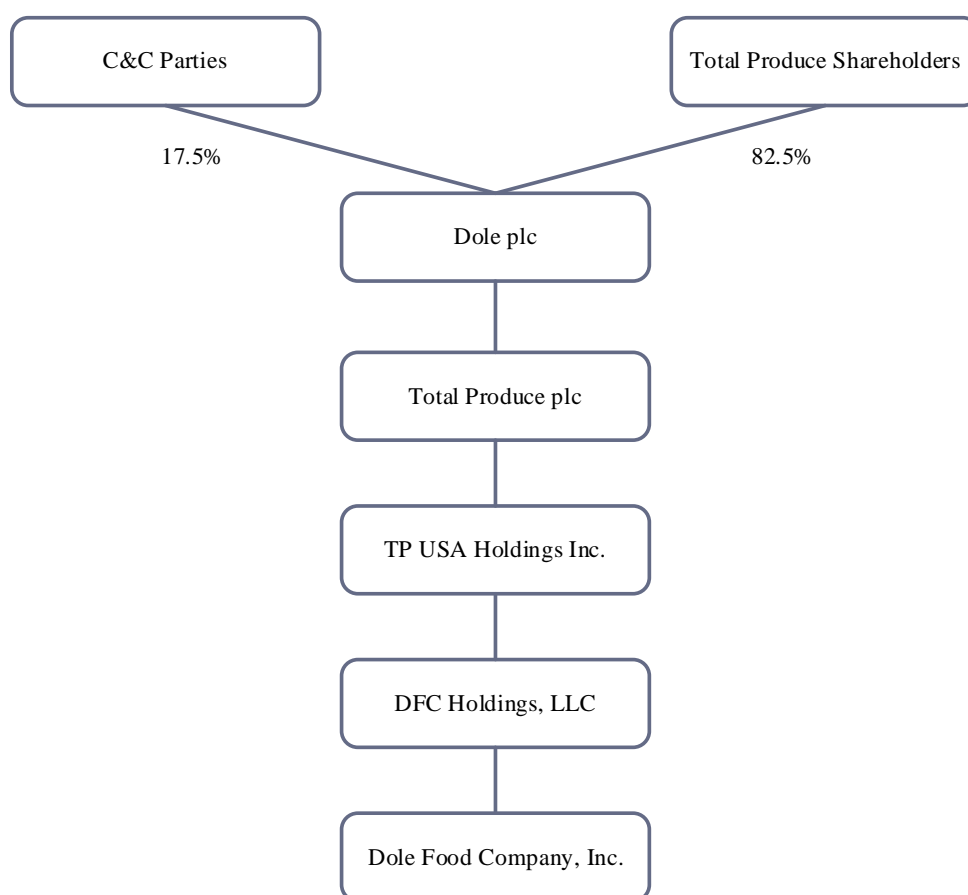 C&C Parties
Total Produce Shareholders
17.5%
82.5%
Dole plc
Total Produce plc
TP USA Holdings Inc.
DFC Holdings, LLC
Dole Food Company, Inc.